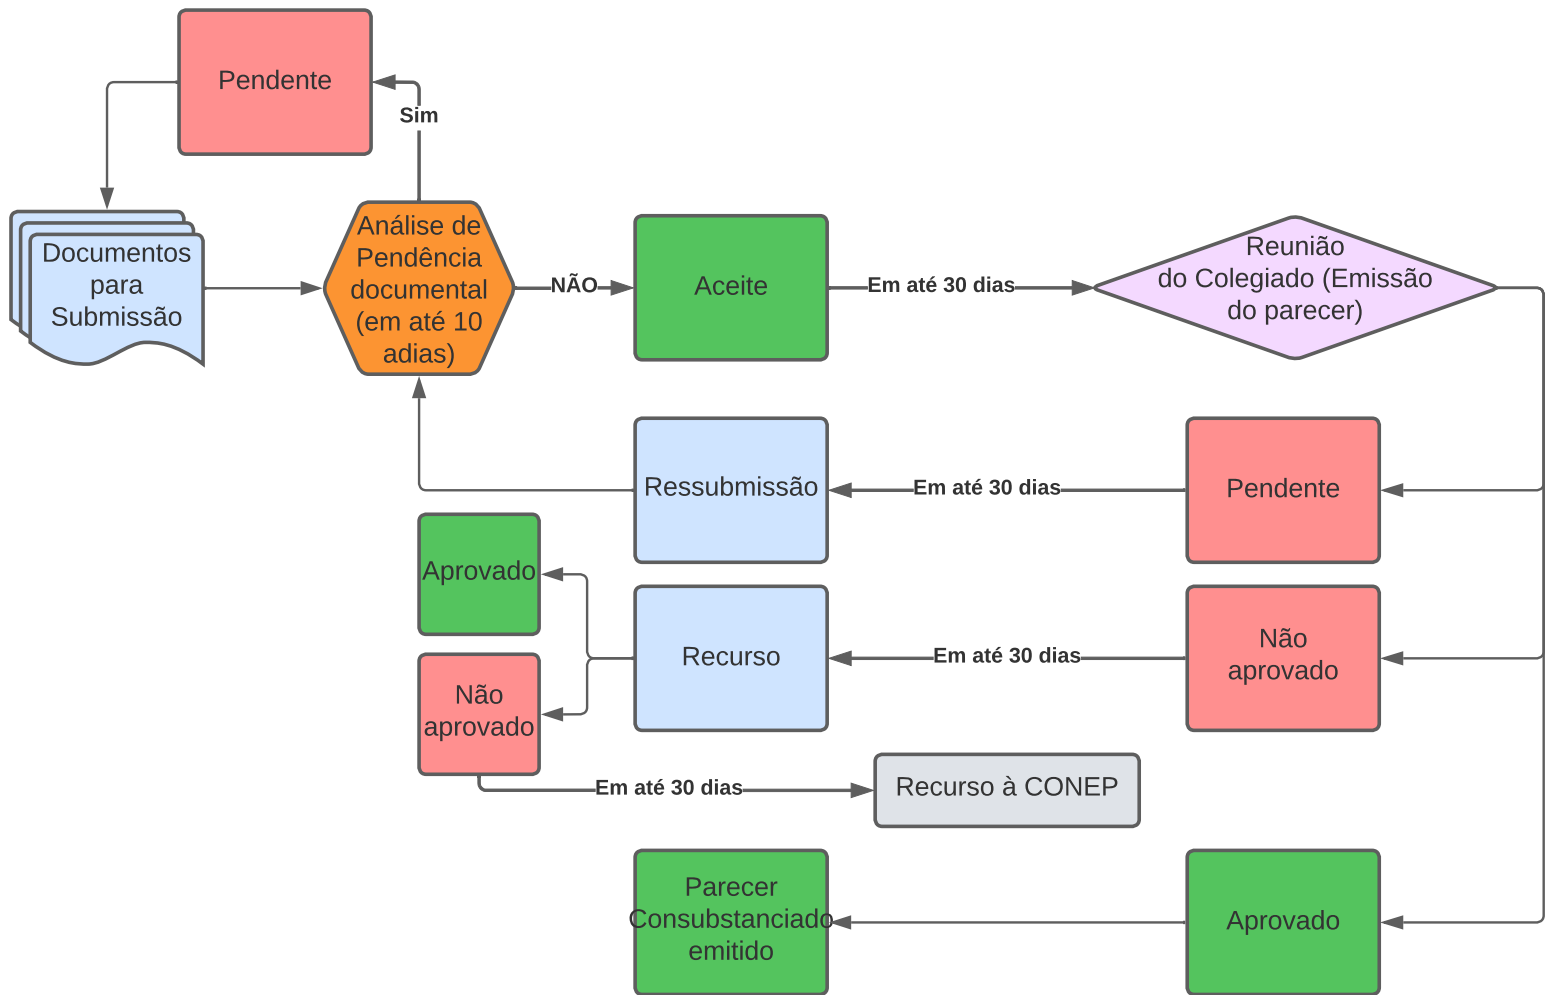 Pendente
Sim
Documentos
para
Submissão
Análise de
Pendência
documental
(em até 10
adias)
NÃO
Aceite
Em até 30 dias
Reunião
do Colegiado (Emissão
do parecer)
Ressubmissão
Em até 30 dias
Pendente
Aprovado
Recurso
Em até 30 dias
Não
aprovado
Não
aprovado
Em até 30 dias
Recurso à CONEP
Parecer
Consubstanciado
emitido
Aprovado